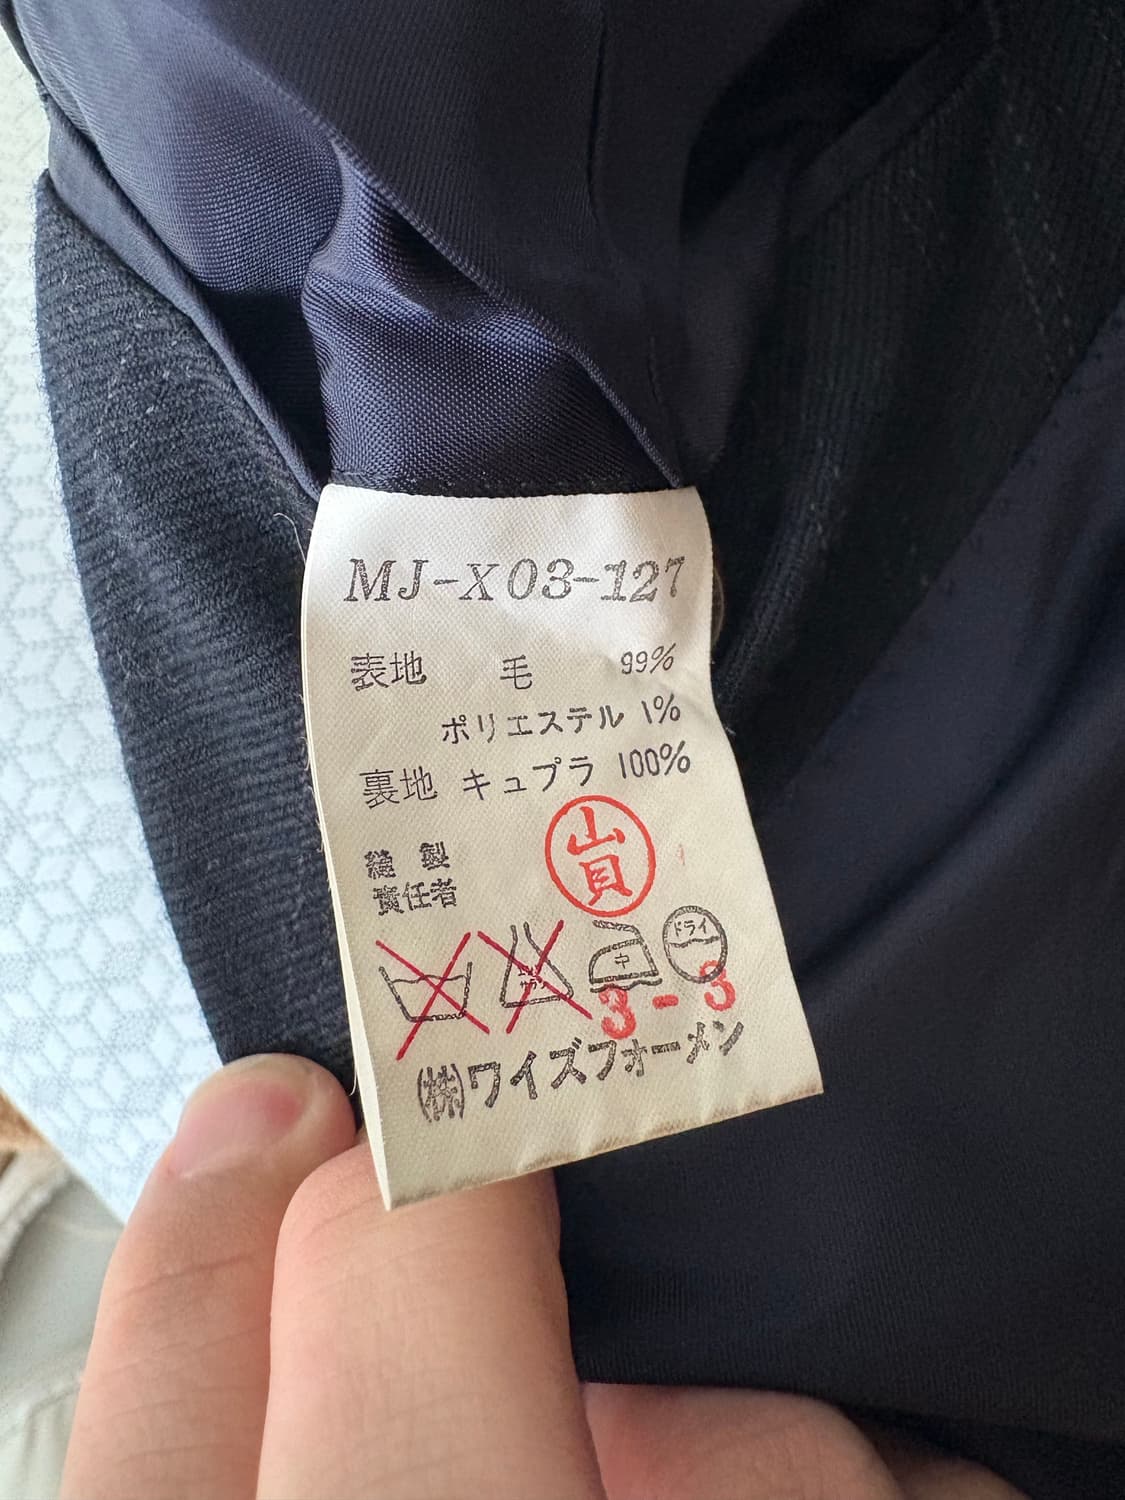 MJ-X03-127
表地 毛 99%
ポリエステル 1%
裏地 キュプラ 100%
山貝
縫製
責任者
中
ドライ
3-3
㈱ワイズフォーメン